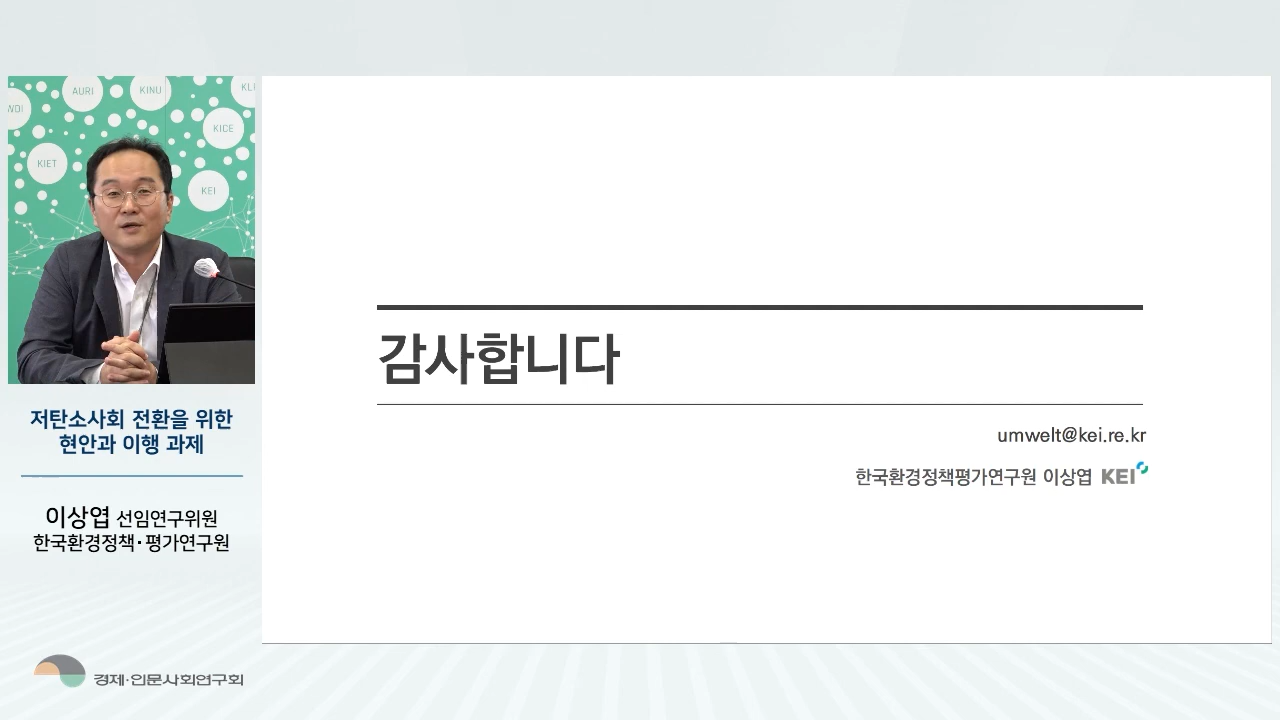 WDI
AURI
KINU
KLI
KICE
KIET
KEI
저탄소사회 전환을 위한
현안과 이행 과제
이상엽 선임연구위원
한국환경정책·평가연구원
경제·인문사회연구회
감사합니다
umwelt@kei.re.kr
한국환경정책평가연구원 이상엽 KEI